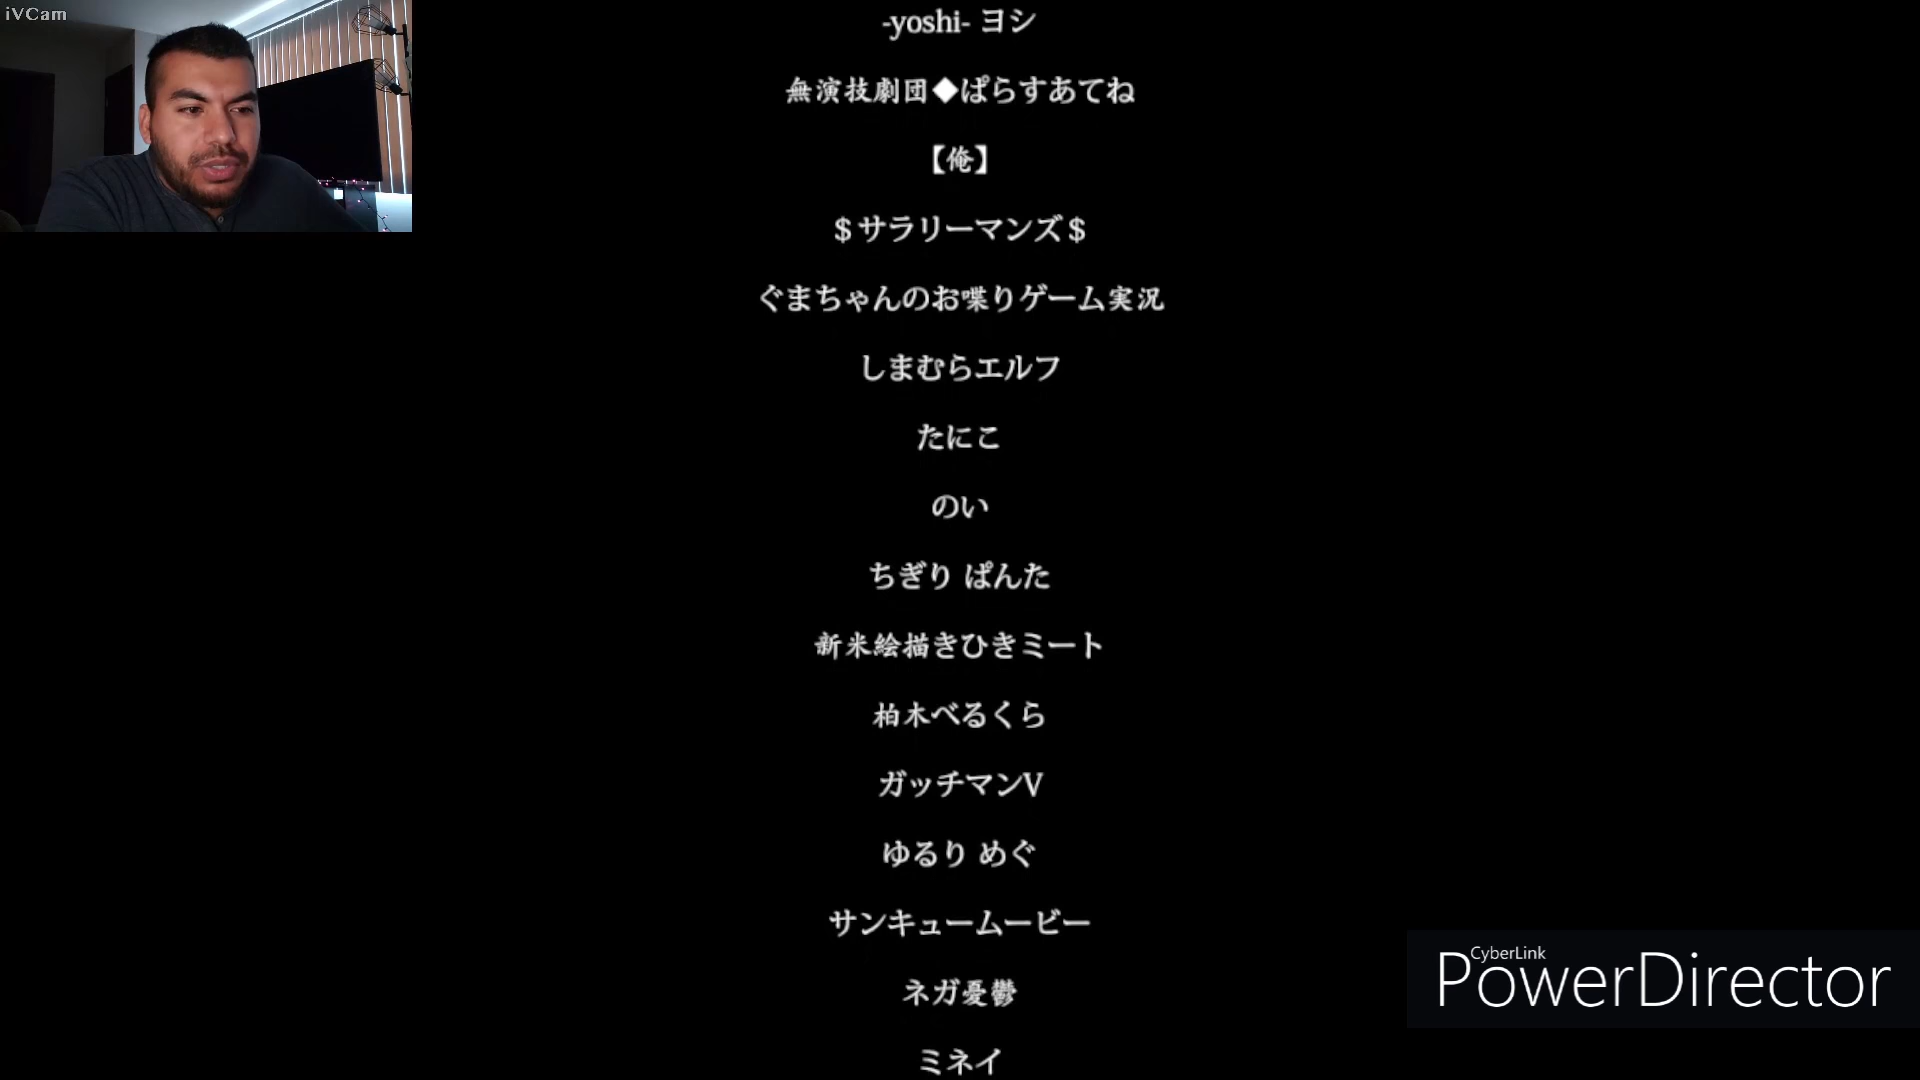 iVCam
-yoshi- ヨシ
無演技劇団◆ぱらすあてね
【俺】
＄サラリーマンズ＄
ぐまちゃんのお喋りゲーム実況
しまむらエルフ
たにこ
のい
ちぎり ぱんた
新米絵描きひきミート
柏木べるくら
ガッチマンV
ゆるり めぐ
サンキュームービー
ネガ憂鬱
ミネイ
CyberLink
PowerDirector